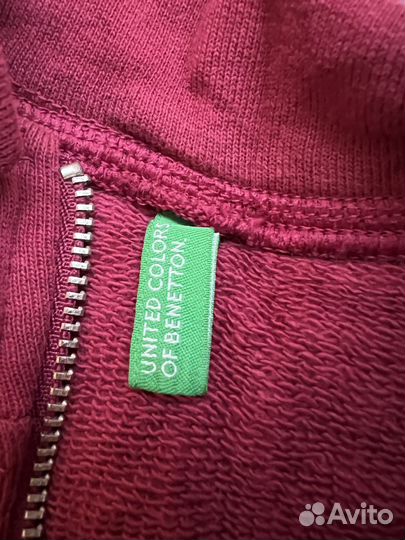 UNITED COLORS
OF BENETTON.
Avito